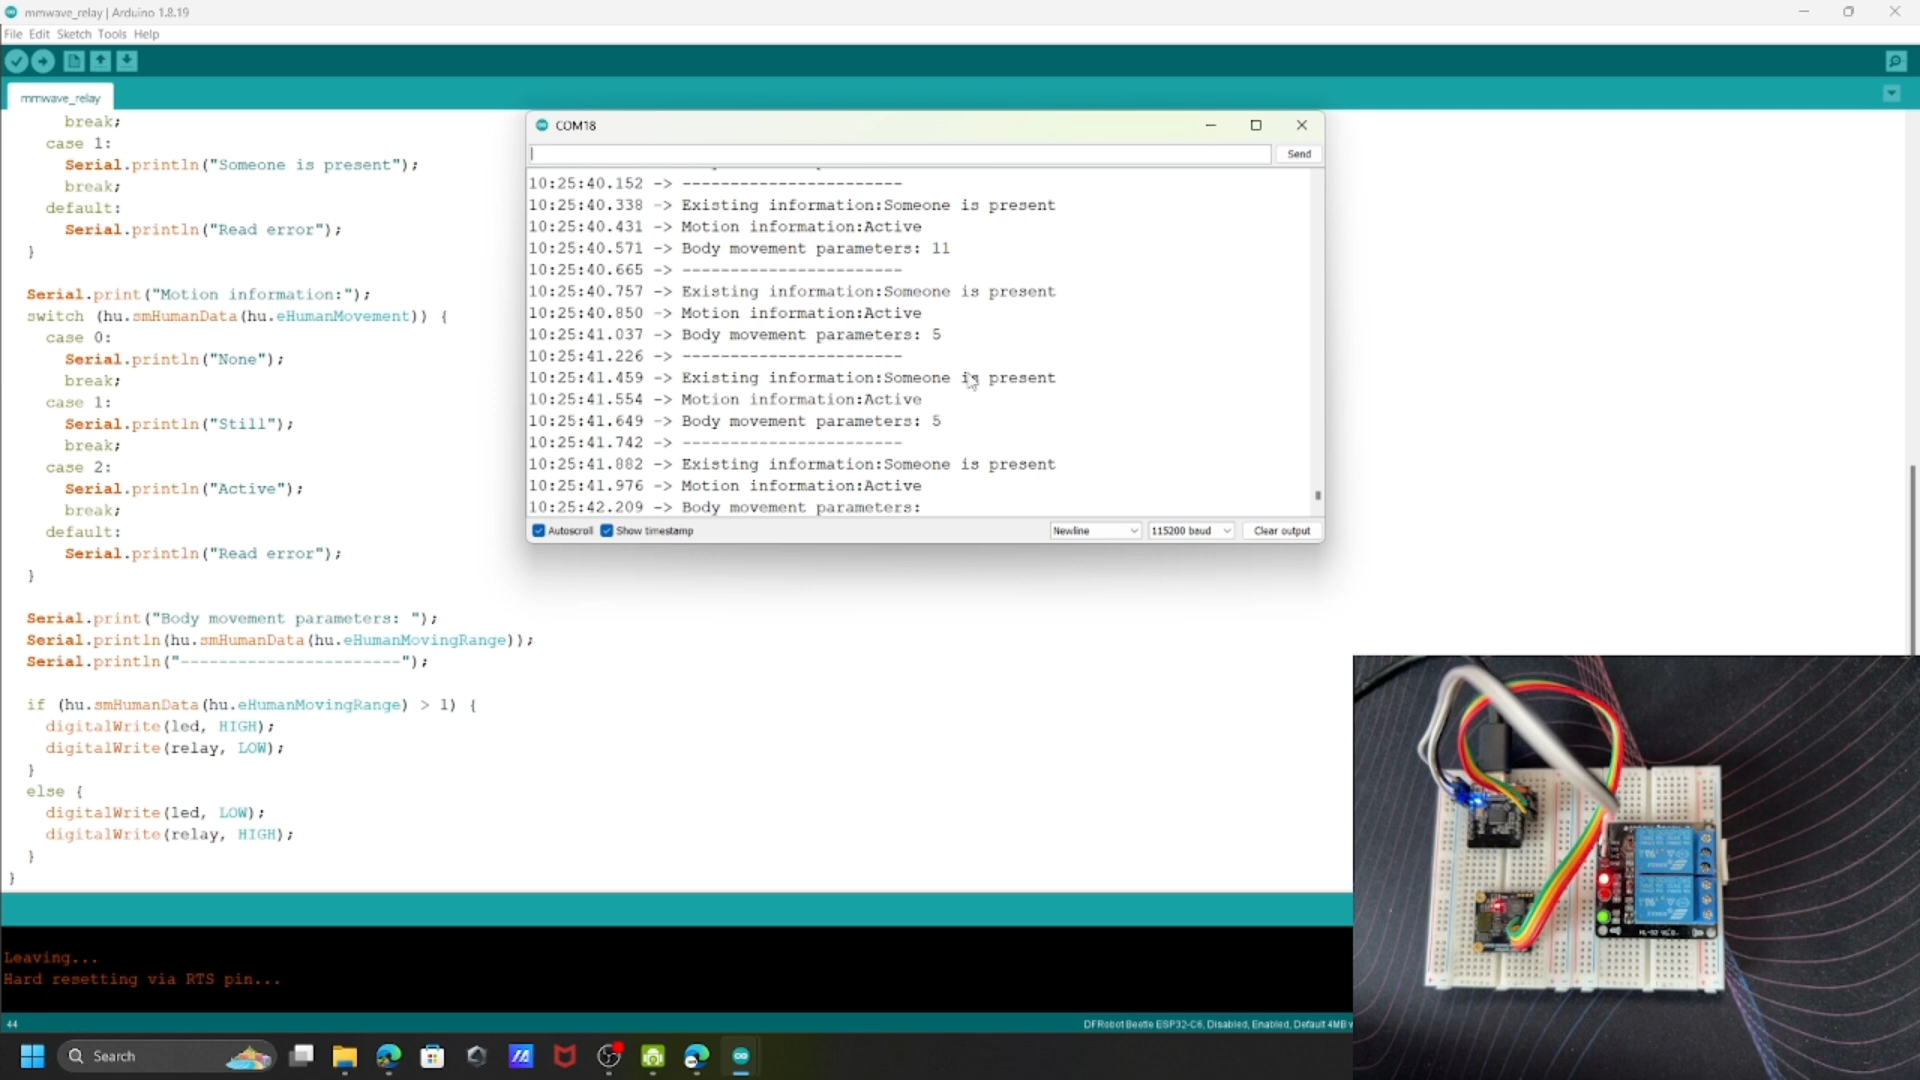 mmwave_relay | Arduino 1.8.19
File Edit Sketch Tools Help
mmwave_relay
break;
case 1:
Serial.println("Someone is present");
break;
default:
Serial.println("Read error");
}
Serial.print("Motion information:");
switch (hu.smHumanData(hu.eHumanMovement)) {
case 0:
Serial.println("None");
break;
case 1:
Serial.println("Still");
break;
case 2:
Serial.println("Active");
break;
default:
Serial.println("Read error");
}
Serial.print("Body movement parameters: ");
Serial.println(hu.smHumanData(hu.eHumanMovingRange));
Serial.println("-----------------------");
if (hu.smHumanData(hu.eHumanMovingRange) > 1) {
digitalWrite(led, HIGH);
digitalWrite(relay, LOW);
}
else {
digitalWrite(led, LOW);
digitalWrite(relay, HIGH);
}
}
COM18
Send
10:25:40.152 -> -----------------------
10:25:40.338 -> Existing information:Someone is present
10:25:40.431 -> Motion information:Active
10:25:40.571 -> Body movement parameters: 11
10:25:40.665 -> -----------------------
10:25:40.757 -> Existing information:Someone is present
10:25:40.850 -> Motion information:Active
10:25:41.037 -> Body movement parameters: 5
10:25:41.226 -> -----------------------
10:25:41.459 -> Existing information:Someone is present
10:25:41.554 -> Motion information:Active
10:25:41.649 -> Body movement parameters: 5
10:25:41.742 -> -----------------------
10:25:41.882 -> Existing information:Someone is present
10:25:41.976 -> Motion information:Active
10:25:42.209 -> Body movement parameters:
Autoscroll Show timestamp Newline 115200 baud Clear output
Leaving...
Hard resetting via RTS pin...
44 DFRobot Beetle ESP32-C6, Disabled, Enabled, Default 4MB
Search